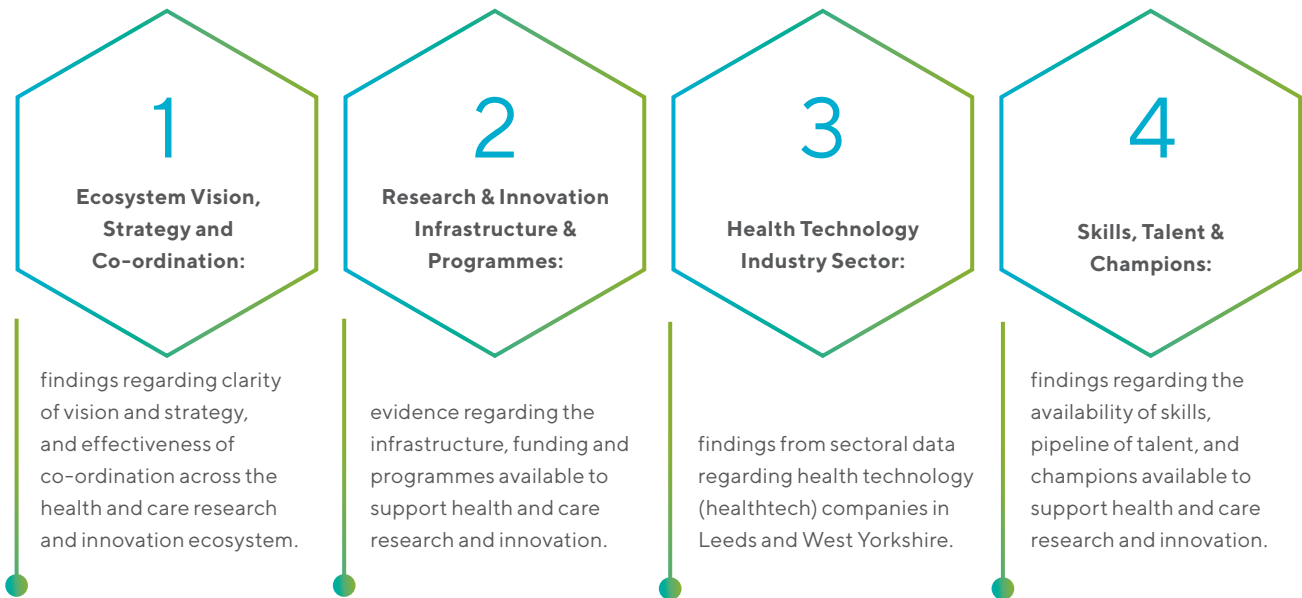 1
Ecosystem Vision,
Strategy and
Co-ordination:
findings regarding clarity
of vision and strategy,
and effectiveness of
co-ordination across the
health and care research
and innovation ecosystem.
2
Research & Innovation
Infrastructure &
Programmes:
evidence regarding the
infrastructure, funding and
programmes available to
support health and care
research and innovation.
3
Health Technology
Industry Sector:
findings from sectoral data
regarding health technology
(healthtech) companies in
Leeds and West Yorkshire.
4
Skills, Talent &
Champions:
findings regarding the
availability of skills,
pipeline of talent, and
champions available to
support health and care
research and innovation.